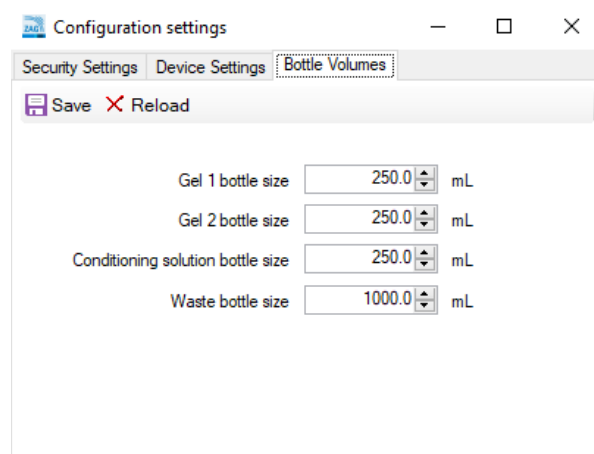 ZAG Configuration settings
Security Settings Device Settings Bottle Volumes
Save Reload
Gel 1 bottle size 250.0 mL
Gel 2 bottle size 250.0 mL
Conditioning solution bottle size 250.0 mL
Waste bottle size 1000.0 mL